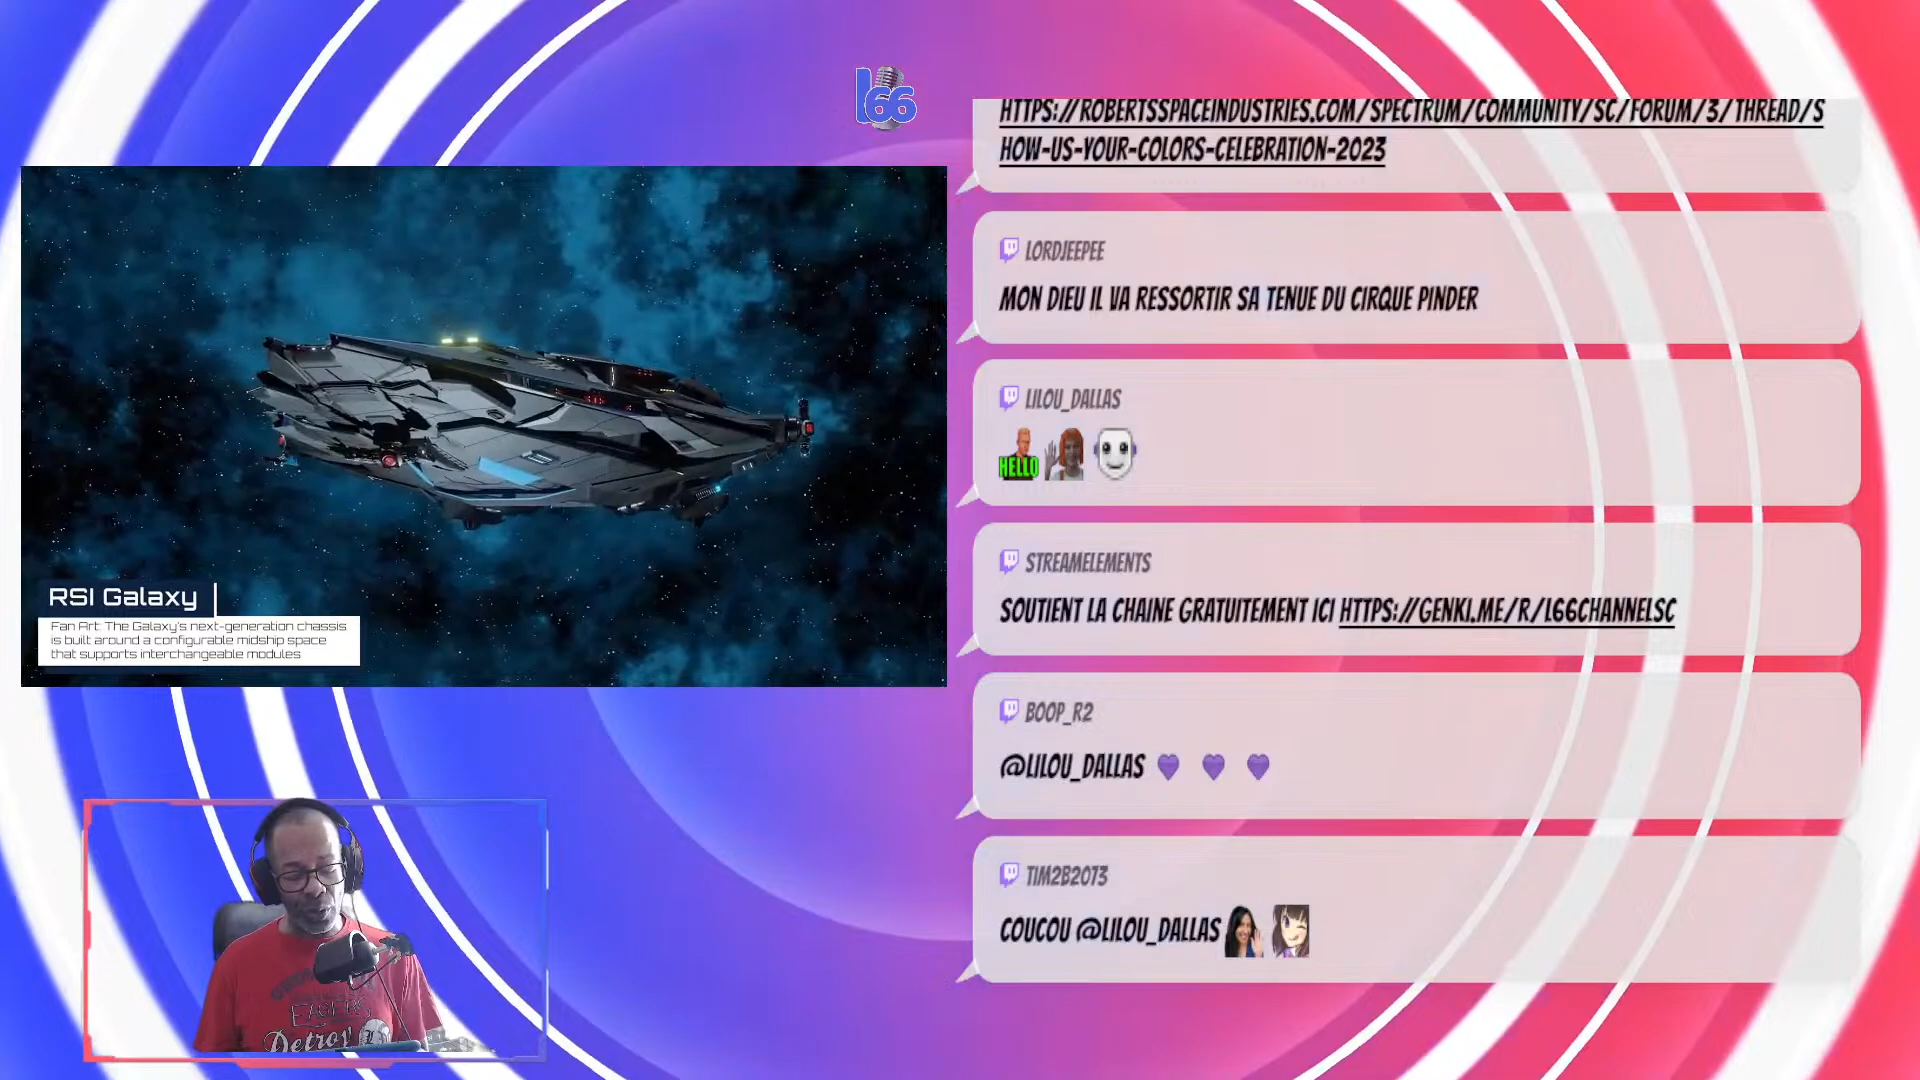 L66
HTTPS://ROBERTSSPACEINDUSTRIES.COM/SPECTRUM/COMMUNITY/SC/FORUM/3/THREAD/S
HOW-US-YOUR-COLORS-CELEBRATION-2023
LORDJEEPEE
MON DIEU IL VA RESSORTIR SA TENUE DU CIRQUE PINDER
LILOU_DALLAS
HELLO
STREAMELEMENTS
SOUTIENT LA CHAINE GRATUITEMENT ICI HTTPS://GENKI.ME/R/L66CHANNELSC
BOOP_R2
@LILOU_DALLAS
TIM2B2073
COUCOU @LILOU_DALLAS
RSI Galaxy
Fan Art: The Galaxy's next-generation chassis
is built around a configurable midship space
that supports interchangeable modules
Detroit